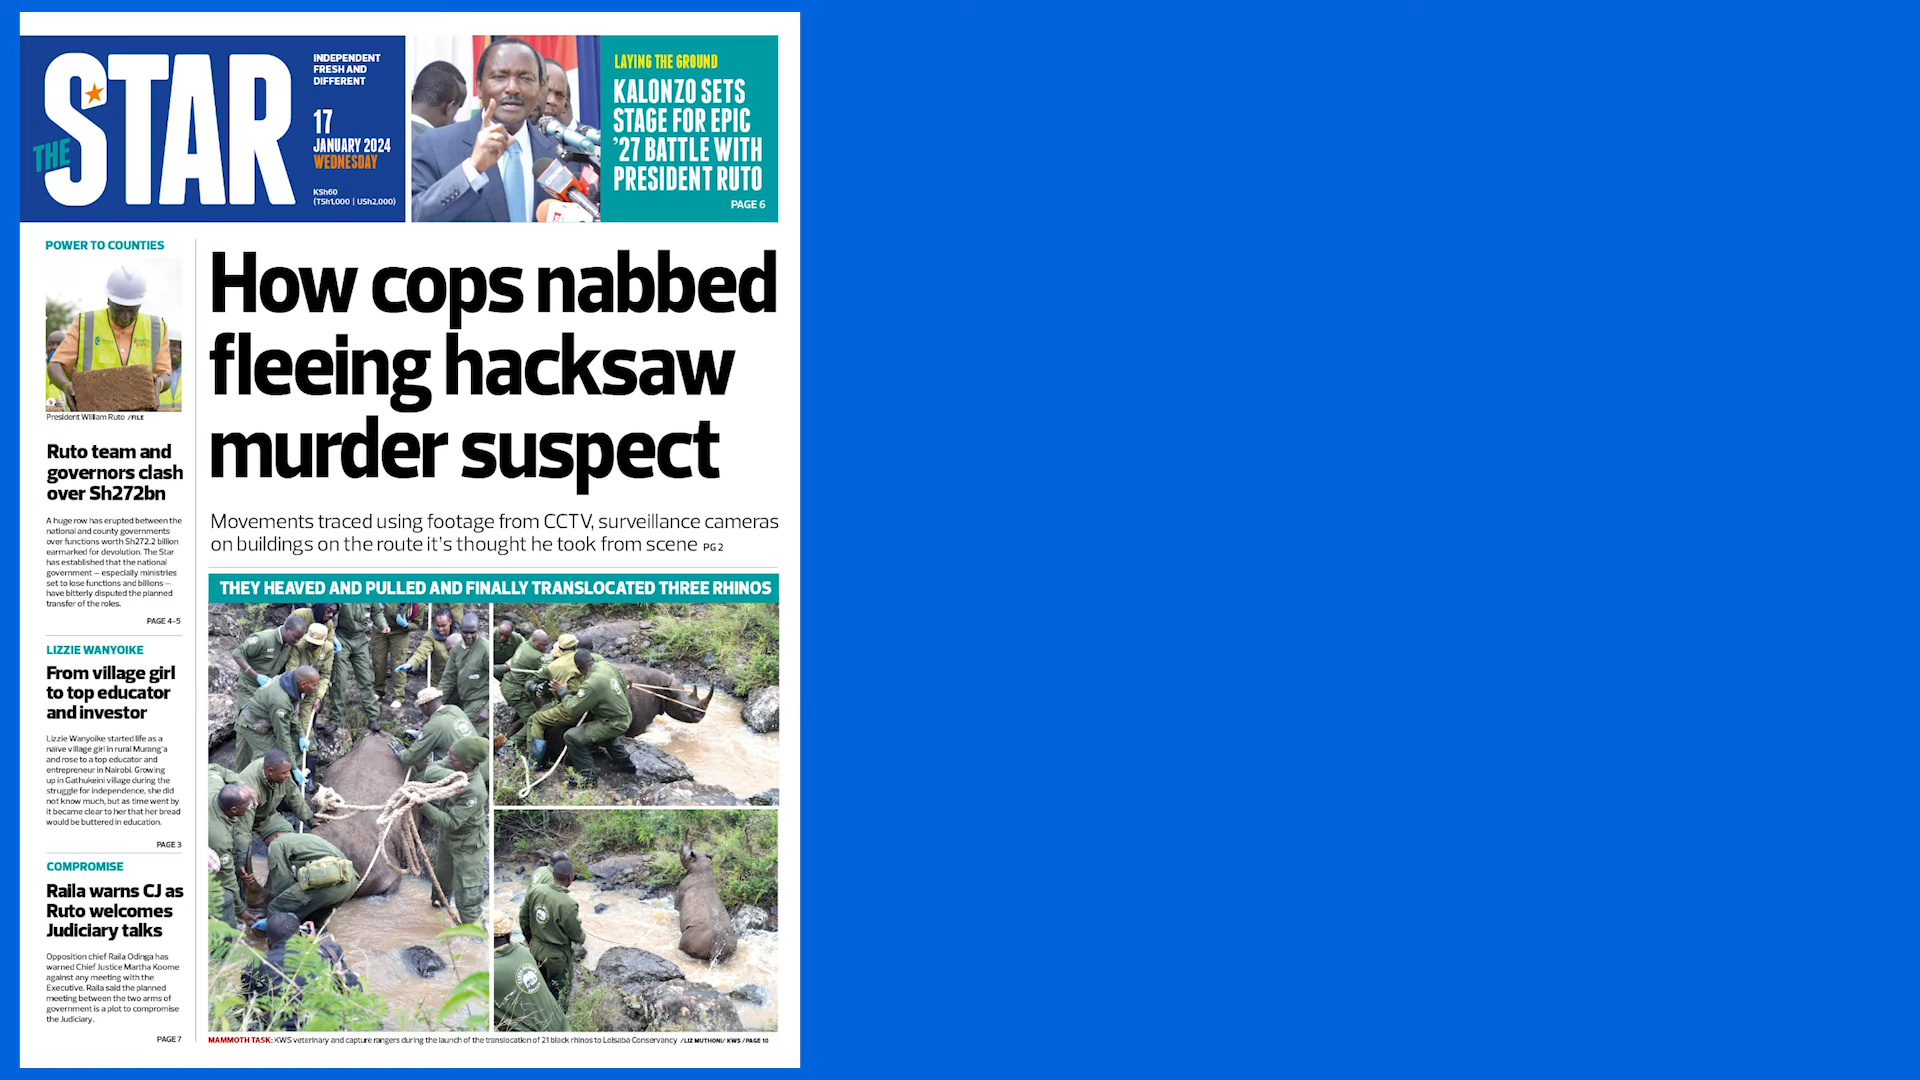 THE STAR
INDEPENDENT
FRESH AND
DIFFERENT
17
JANUARY 2024
WEDNESDAY
KSh60
(TSh1,000 | USh2,000)
LAYING THE GROUND
KALONZO SETS
STAGE FOR EPIC
'27 BATTLE WITH
PRESIDENT RUTO
PAGE 6
POWER TO COUNTIES
President William Ruto /FILE
Ruto team and
governors clash
over Sh272bn
A huge row has erupted between the
national and county governments
over functions worth Sh272.2 billion
earmarked for devolution. The Star
has established that the national
government — especially ministries
set to lose functions and billions —
have bitterly disputed the planned
transfer of the roles.
PAGE 4-5
LIZZIE WANYOIKE
From village girl
to top educator
and investor
Lizzie Wanyoike started life as a
naïve village girl in rural Murang'a
and rose to a top educator and
entrepreneur in Nairobi. Growing
up in Gathukeini village during the
struggle for independence, she did
not know much, but as time went by
it became clear to her that her bread
would be buttered in education.
PAGE 3
COMPROMISE
Raila warns CJ as
Ruto welcomes
Judiciary talks
Opposition chief Raila Odinga has
warned Chief Justice Martha Koome
against any meeting with the
Executive. Raila said the planned
meeting between the two arms of
government is a plot to compromise
the Judiciary.
PAGE 7
How cops nabbed
fleeing hacksaw
murder suspect
Movements traced using footage from CCTV, surveillance cameras
on buildings on the route it's thought he took from scene PG 2
THEY HEAVED AND PULLED AND FINALLY TRANSLOCATED THREE RHINOS
MAMMOTH TASK: KWS veterinary and capture rangers during the launch of the translocation of 21 black rhinos to Loisaba Conservancy /LIZ MUTHONI/ KWS /PAGE 10